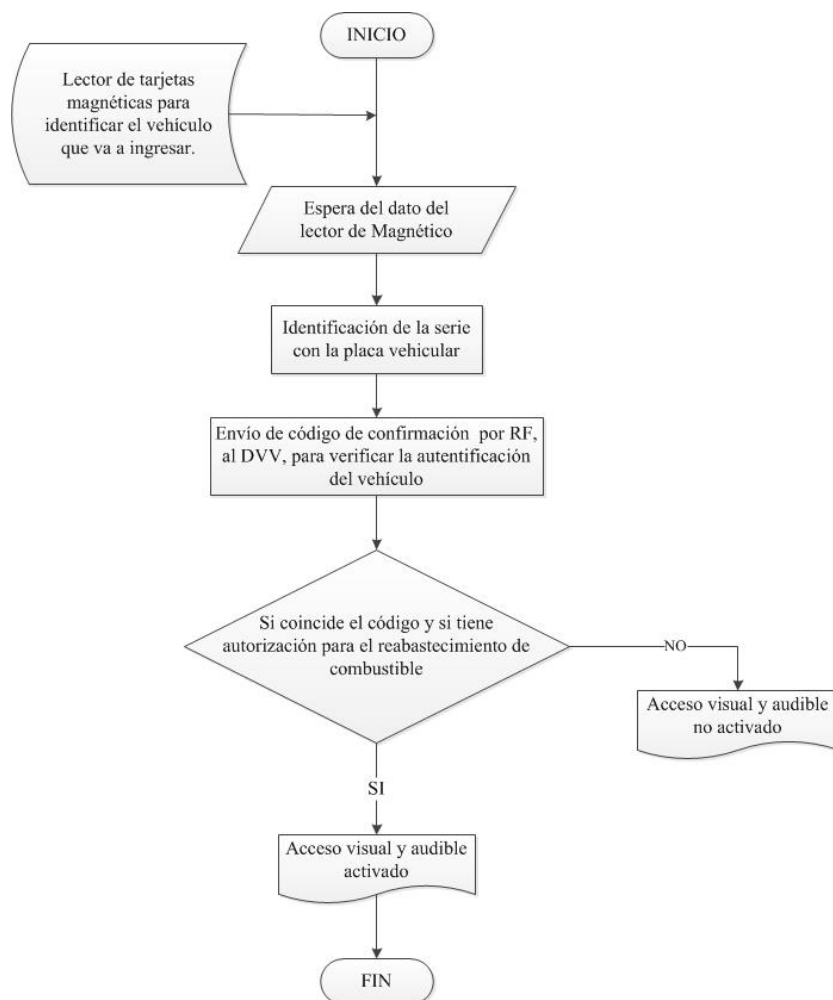 INICIO
Lector de tarjetas
magnéticas para
identificar el vehículo
que va a ingresar.
Espera del dato del
lector de Magnético
Identificación de la serie
con la placa vehicular
Envío de código de confirmación por RF,
al DVV, para verificar la autentificación
del vehículo
Si coincide el código y si tiene
autorización para el reabastecimiento de
combustible
NO
Acceso visual y audible
no activado
SI
Acceso visual y audible
activado
FIN